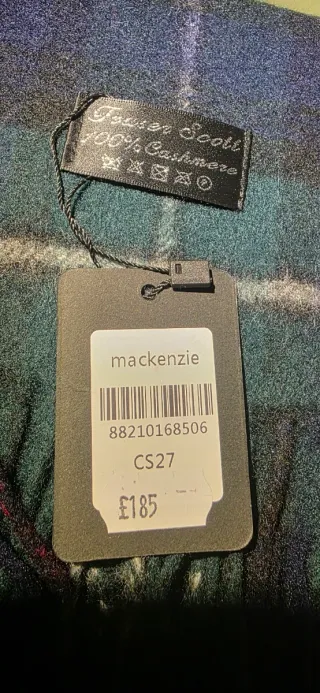 Fraser Scott
100% Cashmere
P
mackenzie
88210168506
CS27
£185